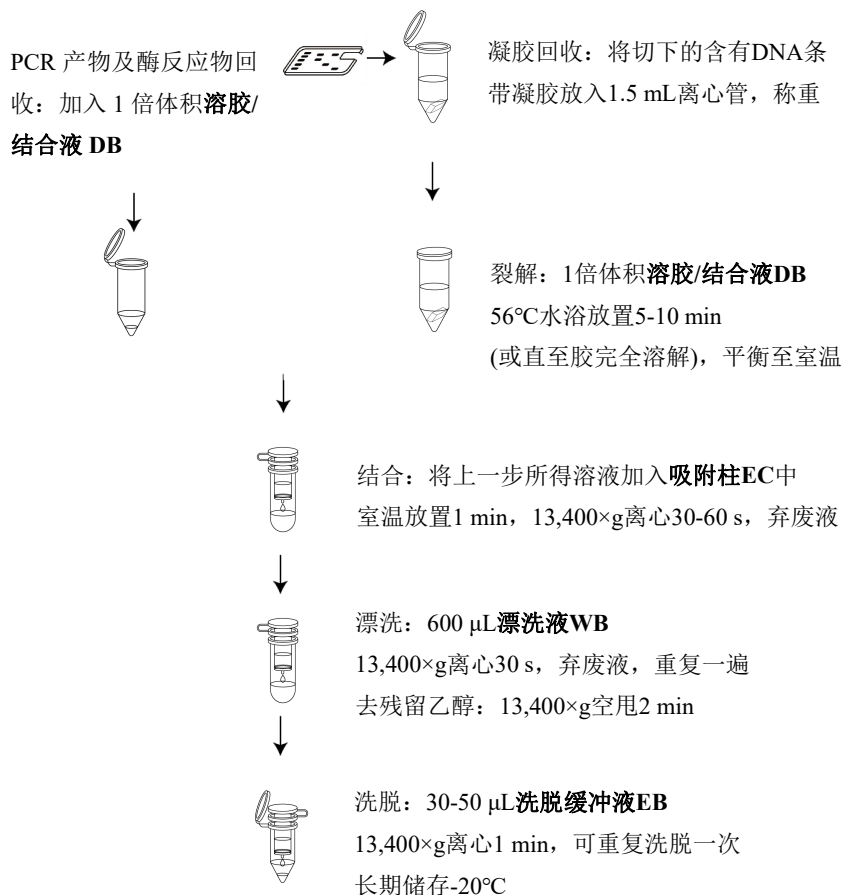 PCR 产物及酶反应物回
收：加入 1 倍体积溶胶/
结合液 DB
凝胶回收：将切下的含有DNA条
带凝胶放入1.5 mL离心管，称重
裂解：1倍体积溶胶/结合液DB
56°C水浴放置5-10 min
(或直至胶完全溶解)，平衡至室温
结合：将上一步所得溶液加入吸附柱EC中
室温放置1 min，13,400×g离心30-60 s，弃废液
漂洗：600 μL漂洗液WB
13,400×g离心30 s，弃废液，重复一遍
去残留乙醇：13,400×g空甩2 min
洗脱：30-50 μL洗脱缓冲液EB
13,400×g离心1 min，可重复洗脱一次
长期储存-20°C